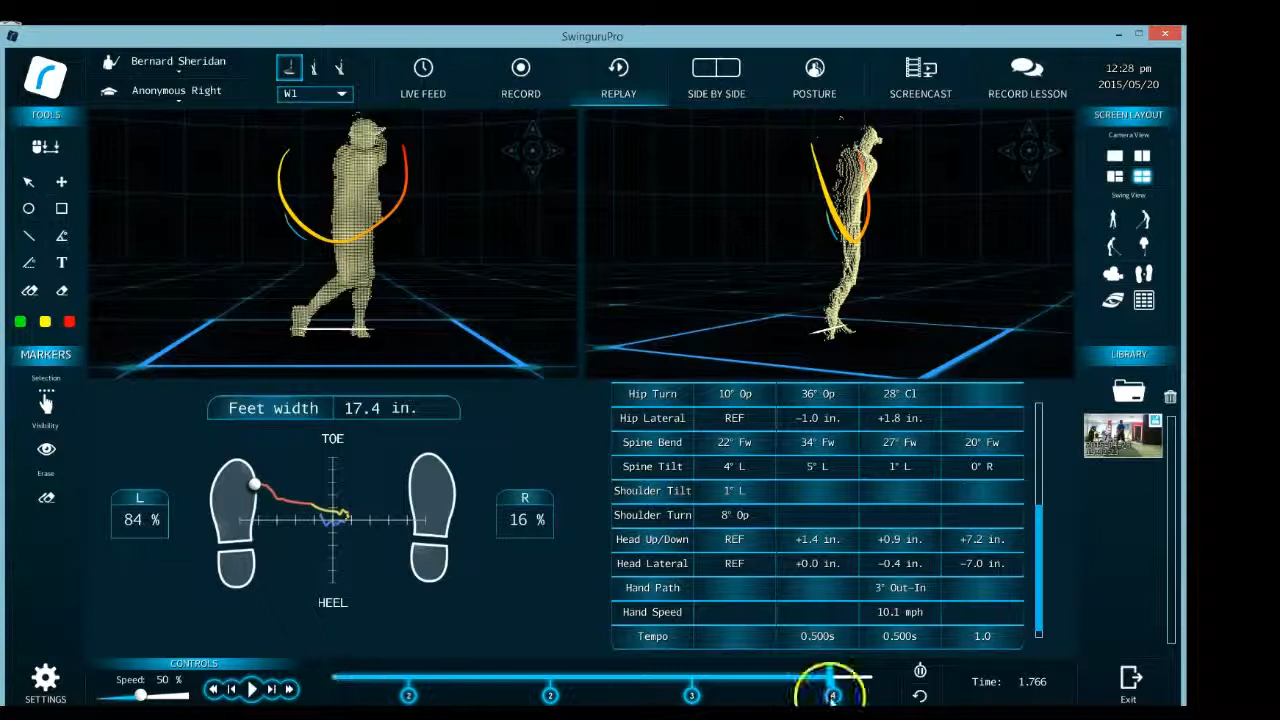 SwinguruPro
Bernard Sheridan
Anonymous Right
W1
LIVE FEED
RECORD
REPLAY
SIDE BY SIDE
POSTURE
SCREENCAST
RECORD LESSON
12:28 pm
2015/05/20
TOOLS
T
MARKERS
Selection
Visibility
Erase
SETTINGS
SCREEN LAYOUT
Camera View
Swing View
LIBRARY
Feet width 17.4 in.
TOE
L
84 %
R
16 %
HEEL
Hip Turn 10° Op 36° Op 28° Cl
Hip Lateral REF -1.0 in. +1.8 in.
Spine Bend 22° Fw 34° Fw 27° Fw 20° Fw
Spine Tilt 4° L 5° L 1° L 0° R
Shoulder Tilt 1° L
Shoulder Turn 8° Op
Head Up/Down REF +1.4 in. +0.9 in. +7.2 in.
Head Lateral REF +0.0 in. -0.4 in. -7.0 in.
Hand Path 3° Out-In
Hand Speed 10.1 mph
Tempo 0.500s 0.500s 1.0
CONTROLS
Speed: 50 %
2 2 3 4
Time: 1.766
Exit